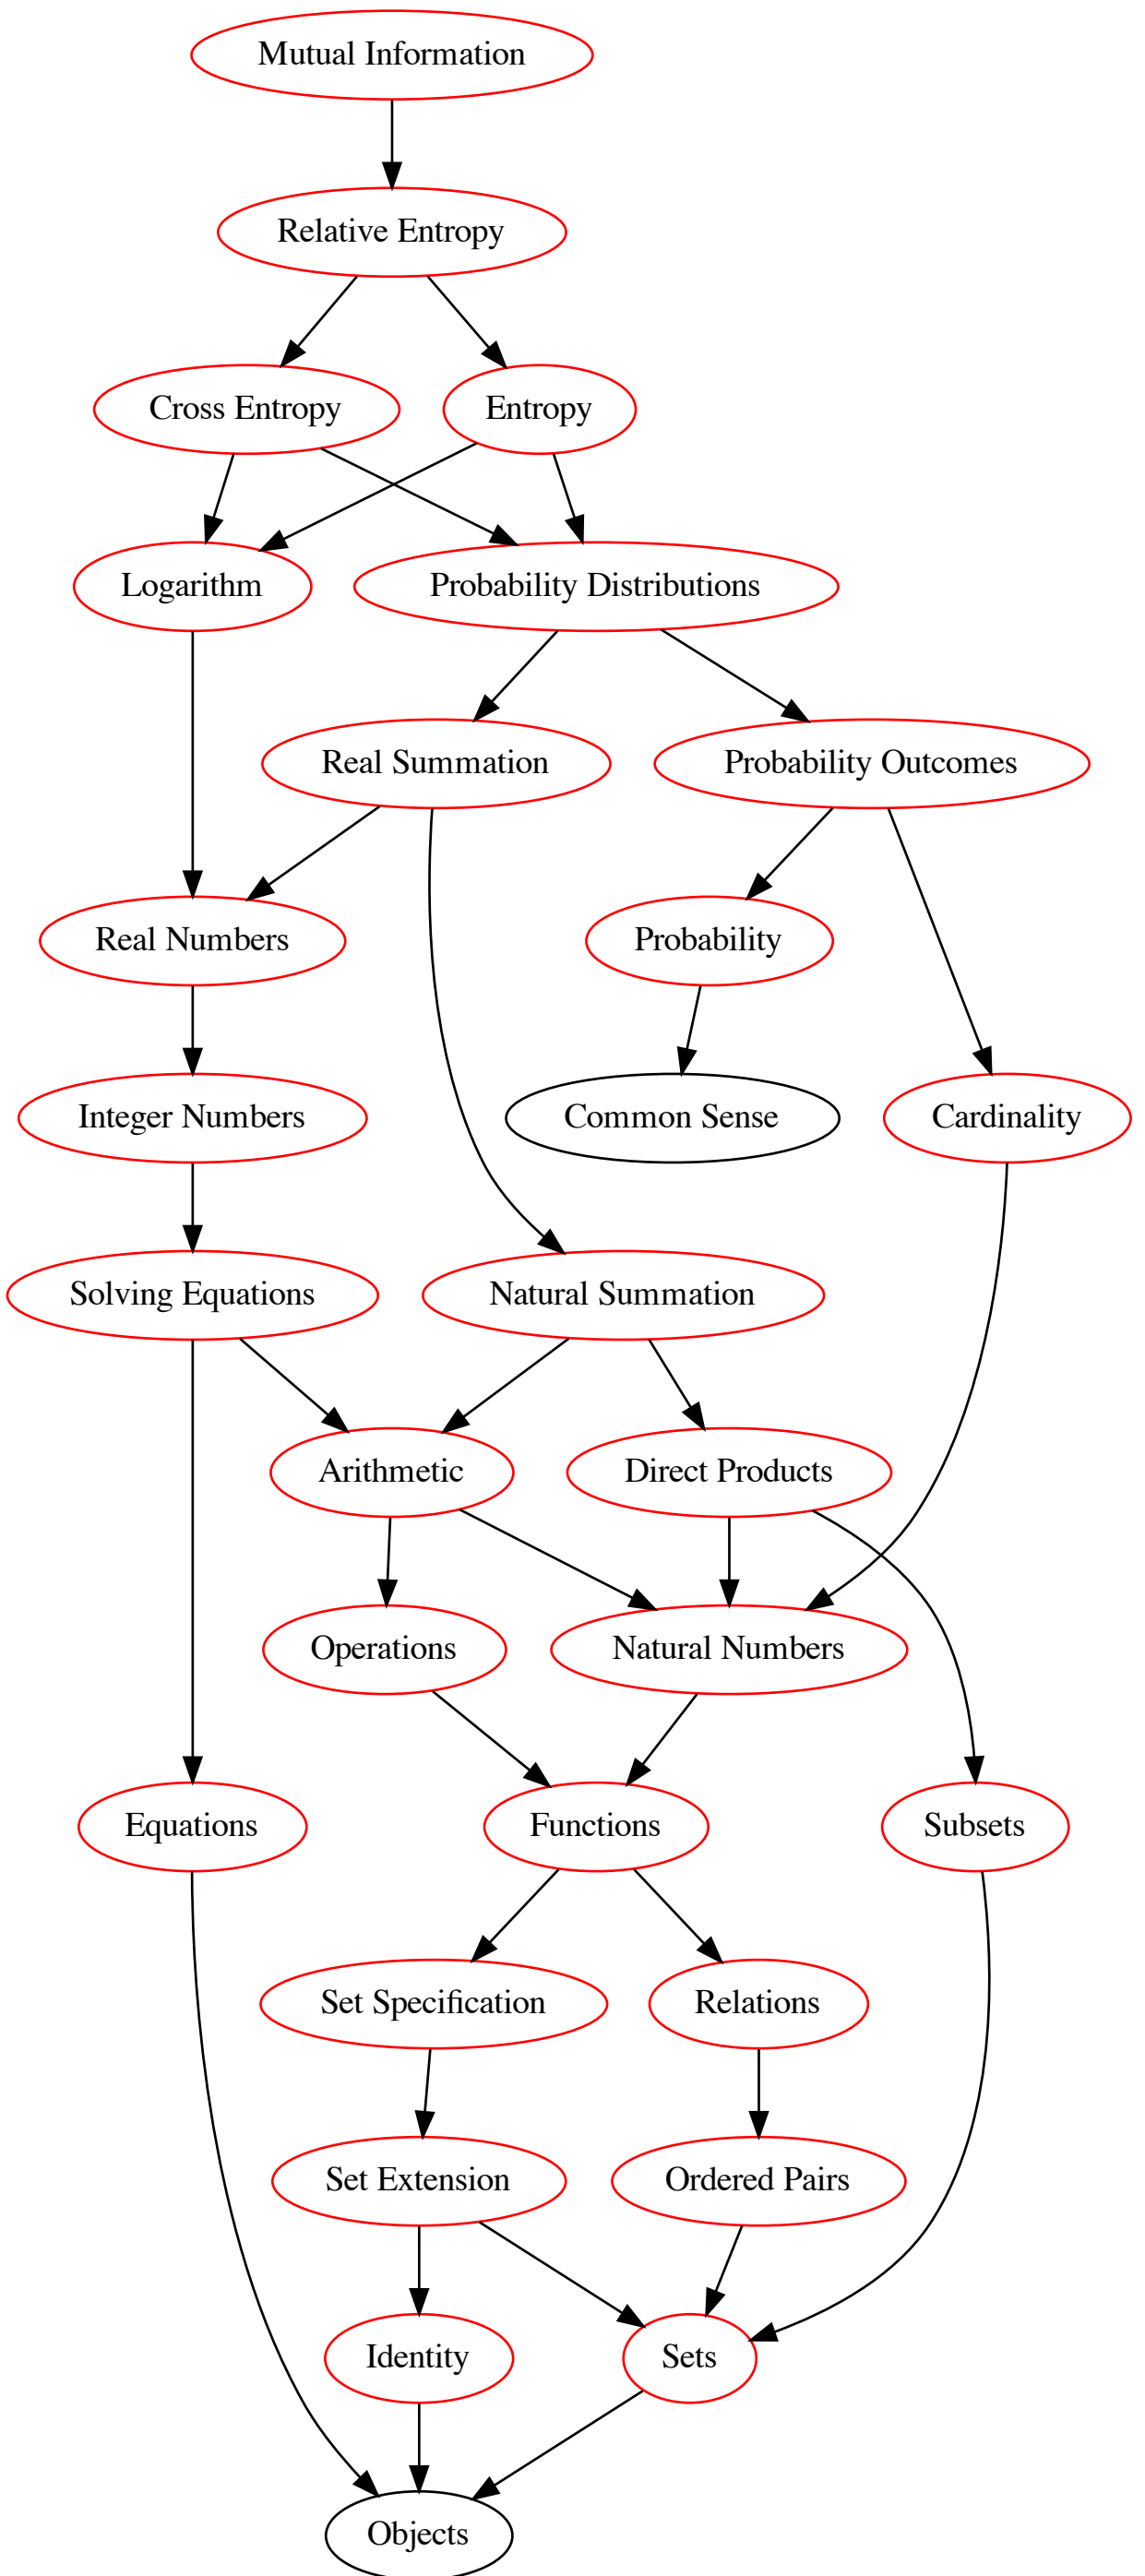 Mutual Information
Relative Entropy
Cross Entropy
Entropy
Logarithm
Probability Distributions
Real Summation
Probability Outcomes
Real Numbers
Probability
Integer Numbers
Common Sense
Cardinality
Solving Equations
Natural Summation
Arithmetic
Direct Products
Operations
Natural Numbers
Equations
Functions
Subsets
Set Specification
Relations
Set Extension
Ordered Pairs
Identity
Sets
Objects